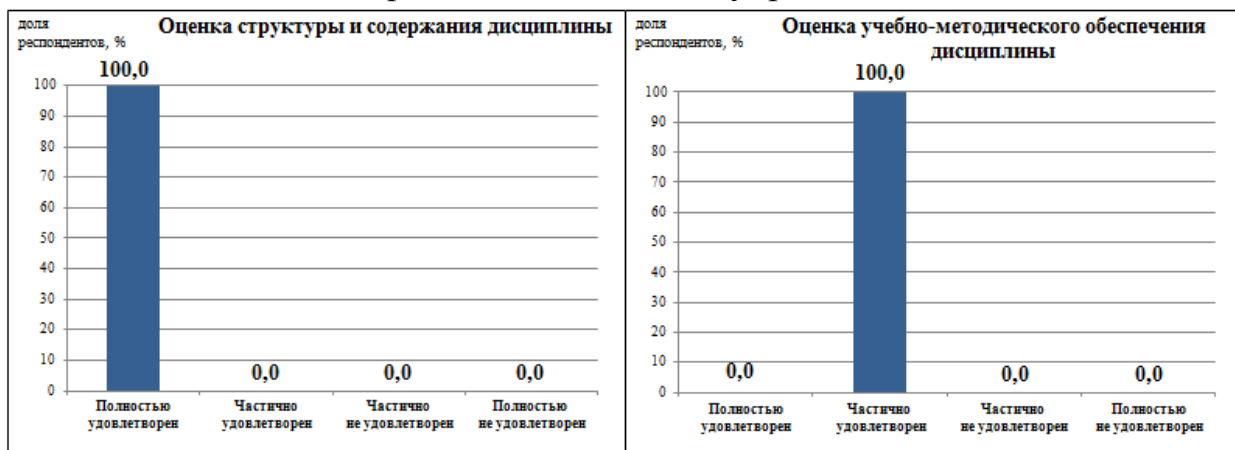 доля
респондентов, %
Оценка структуры и содержания дисциплины
100,0
100
90
80
70
60
50
40
30
20
10
0
0,0
0,0
0,0
Полностью
удовлетворен
Частично
удовлетворен
Частично
не удовлетворен
Полностью
не удовлетворен
доля
респондентов, %
Оценка учебно-методического обеспечения
дисциплины
100,0
100
90
80
70
60
50
40
30
20
10
0
0,0
0,0
0,0
Полностью
удовлетворен
Частично
удовлетворен
Частично
не удовлетворен
Полностью
не удовлетворен